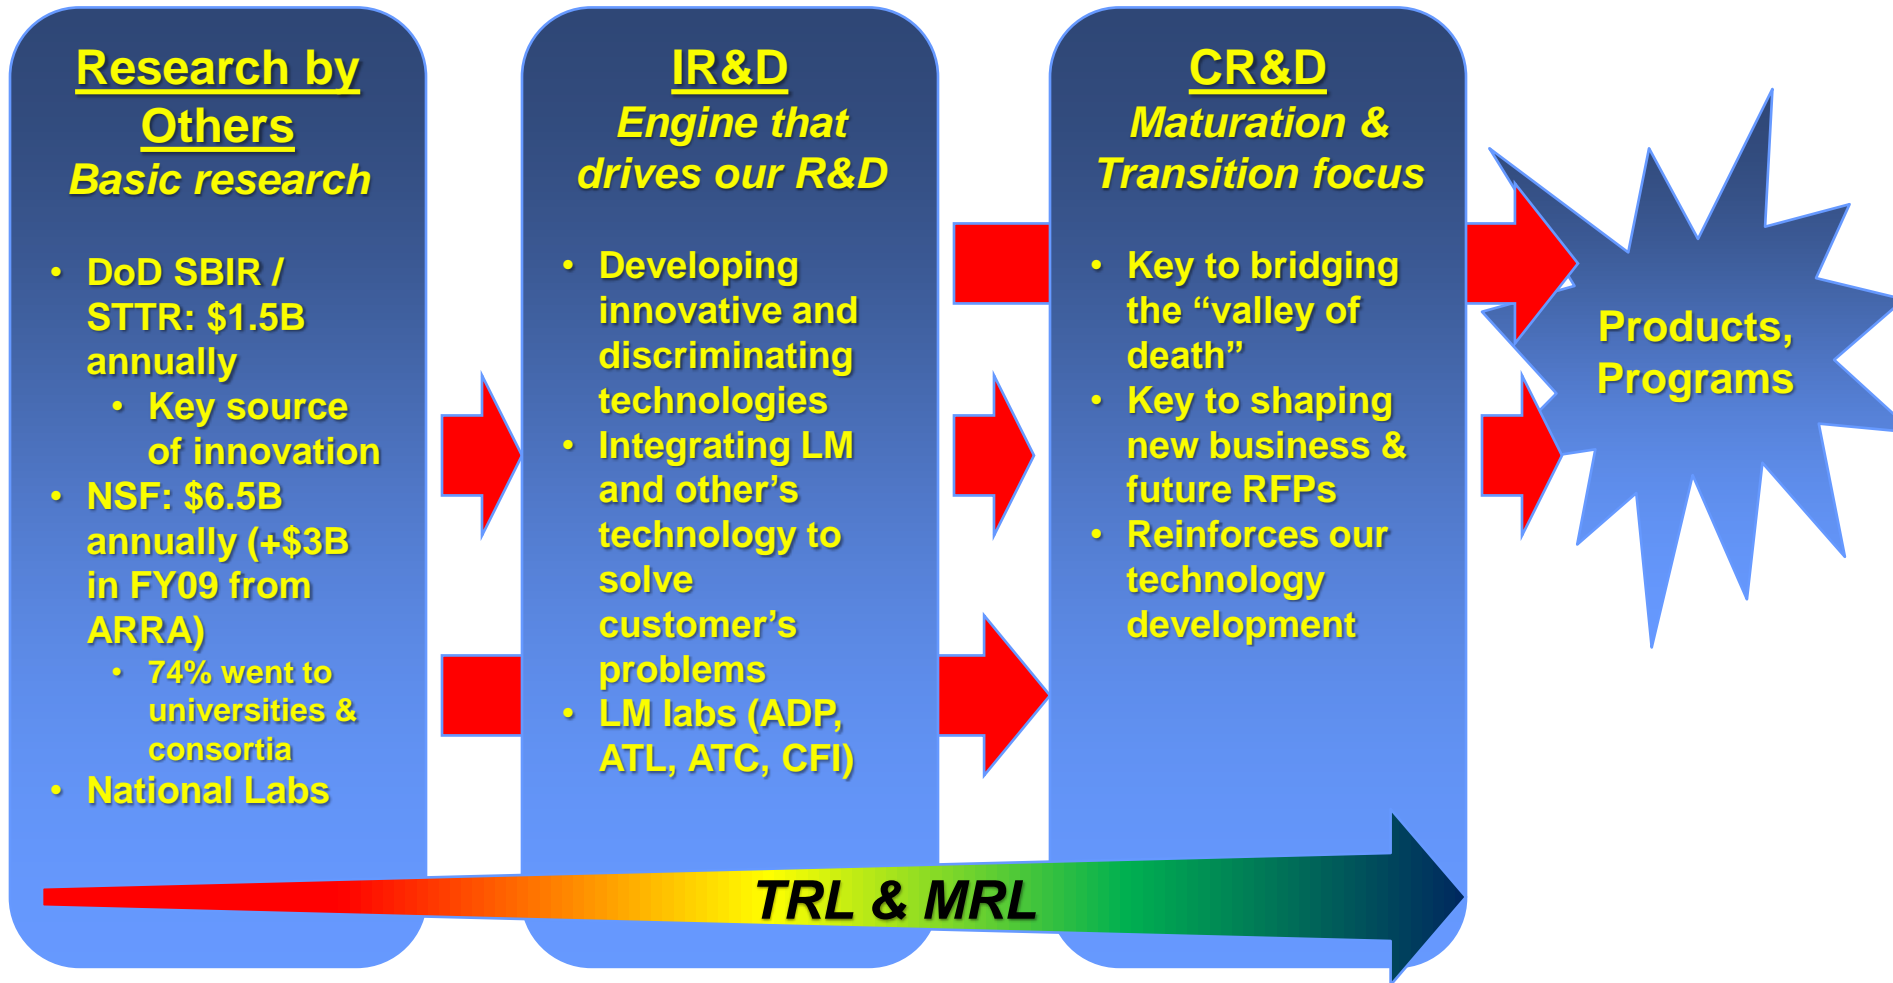 Research by
Others
Basic research
• DoD SBIR /
STTR: $1.5B
annually
• Key source
of innovation
• NSF: $6.5B
annually (+$3B
in FY09 from
ARRA)
• 74% went to
universities &
consortia
• National Labs
IR&D
Engine that
drives our R&D
• Developing
innovative and
discriminating
technologies
• Integrating LM
and other’s
technology to
solve
customer’s
problems
• LM labs (ADP,
ATL, ATC, CFI)
CR&D
Maturation &
Transition focus
• Key to bridging
the “valley of
death”
• Key to shaping
new business &
future RFPs
• Reinforces our
technology
development
Products,
Programs
TRL & MRL